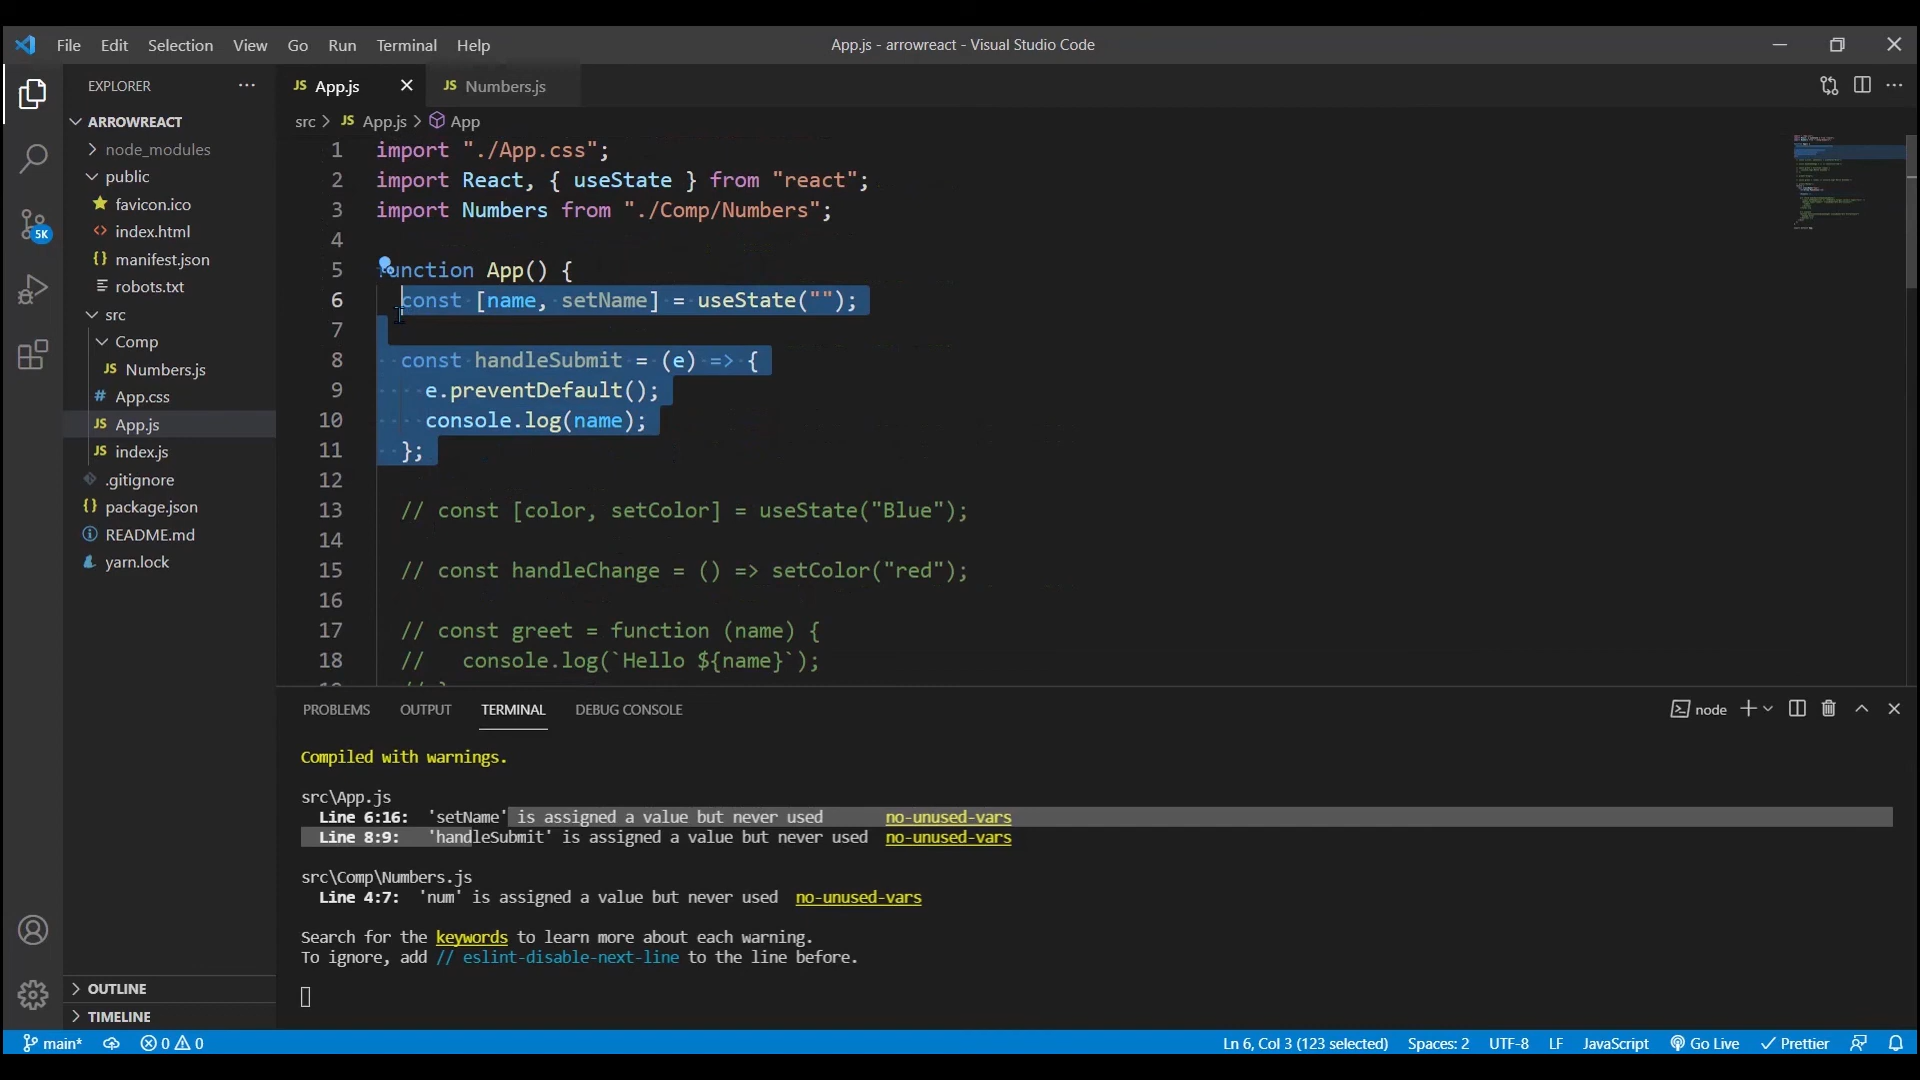 File Edit Selection View Go Run Terminal Help
App.js - arrowreact - Visual Studio Code
EXPLORER
ARROWREACT
node_modules
public
favicon.ico
index.html
manifest.json
robots.txt
src
Comp
JS Numbers.js
# App.css
JS App.js
JS index.js
.gitignore
{} package.json
README.md
yarn.lock
OUTLINE
TIMELINE
5K
JS App.js
JS Numbers.js
src > JS App.js > App
1 import "./App.css";
2 import React, { useState } from "react";
3 import Numbers from "./Comp/Numbers";
4
5 function App() {
6 const [name, setName] = useState("");
7
8 const handleSubmit = (e) => {
9 e.preventDefault();
10 console.log(name);
11 };
12
13 // const [color, setColor] = useState("Blue");
14
15 // const handleChange = () => setColor("red");
16
17 // const greet = function (name) {
18 // console.log(`Hello ${name}`);
PROBLEMS OUTPUT TERMINAL DEBUG CONSOLE
node
Compiled with warnings.
src\App.js
Line 6:16: 'setName' is assigned a value but never used no-unused-vars
Line 8:9: 'handleSubmit' is assigned a value but never used no-unused-vars
src\Comp\Numbers.js
Line 4:7: 'num' is assigned a value but never used no-unused-vars
Search for the keywords to learn more about each warning.
To ignore, add // eslint-disable-next-line to the line before.
main* 0 0
Ln 6, Col 3 (123 selected) Spaces: 2 UTF-8 LF JavaScript Go Live Prettier